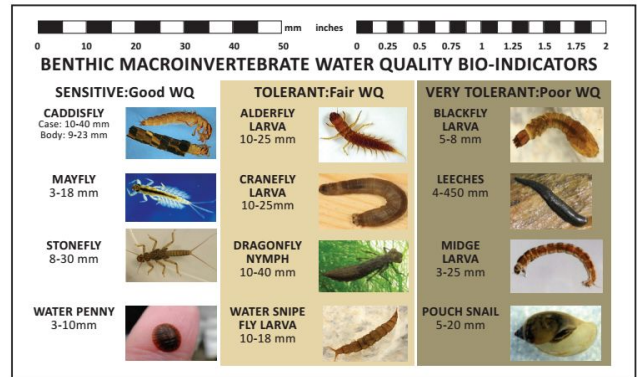 mm inches
0 10 20 30 40 50 0 0.25 0.5 0.75 1 1.25 1.5 1.75 2
BENTHIC MACROINVERTEBRATE WATER QUALITY BIO-INDICATORS
SENSITIVE:Good WQ
CADDISFLY
Case: 10-40 mm
Body: 9-23 mm
MAYFLY
3-18 mm
STONEFLY
8-30 mm
WATER PENNY
3-10mm
TOLERANT:Fair WQ
ALDERFLY
LARVA
10-25 mm
CRANEFLY
LARVA
10-25mm
DRAGONFLY
NYMPH
10-40 mm
WATER SNIPE
FLY LARVA
10-18 mm
VERY TOLERANT:Poor WQ
BLACKFLY
LARVA
5-8 mm
LEECHES
4-450 mm
MIDGE
LARVA
3-25 mm
POUCH SNAIL
5-20 mm